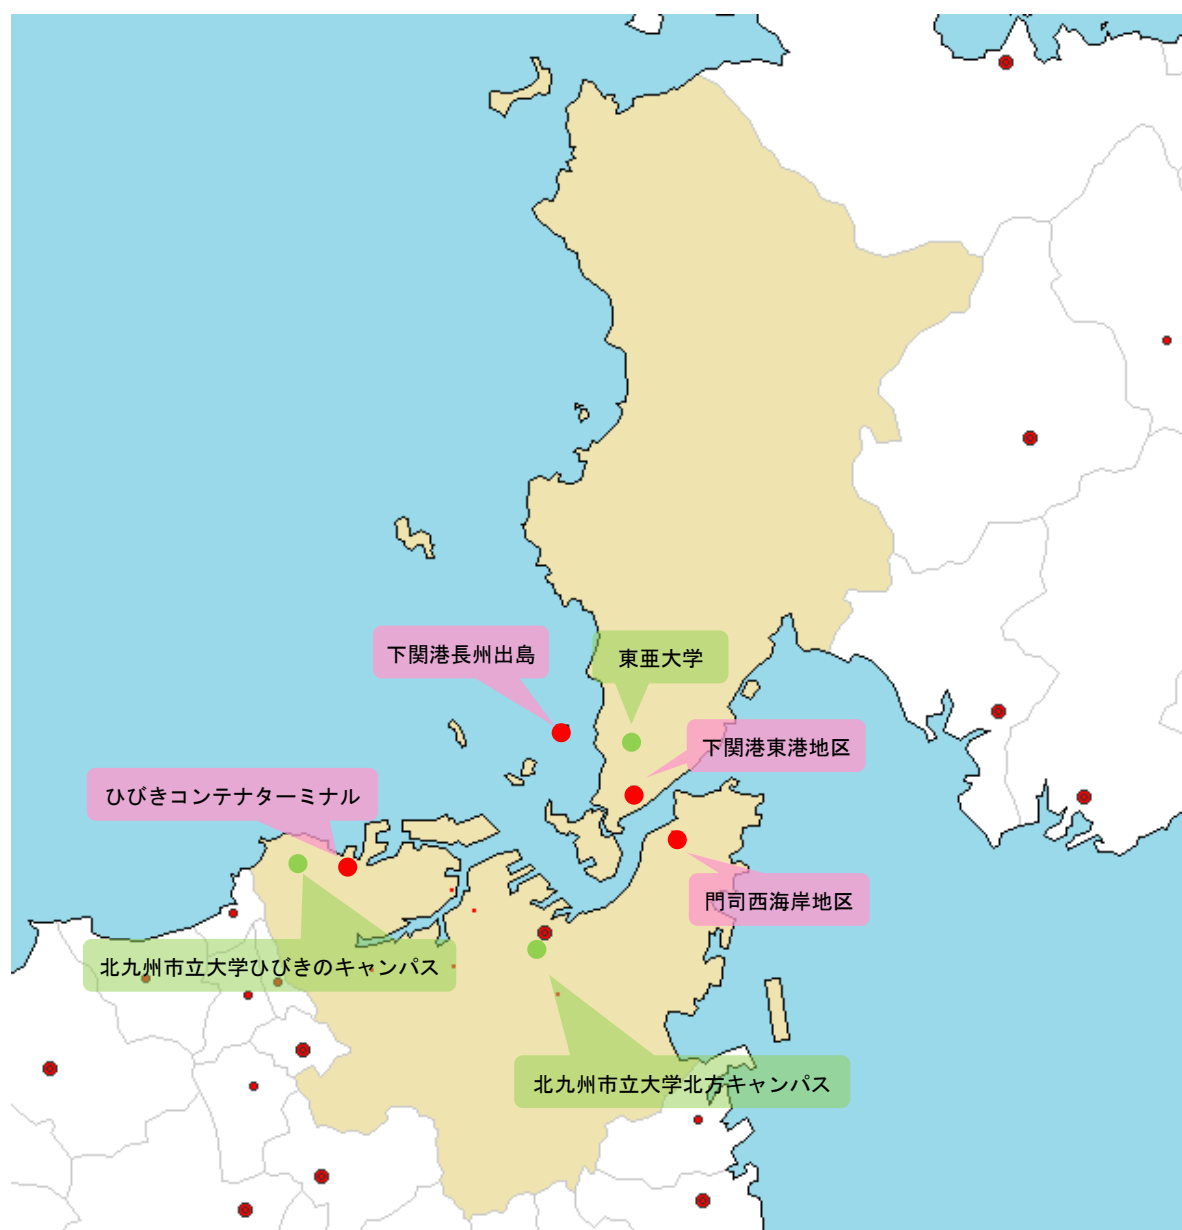 下関港長州出島
東亜大学
下関港東港地区
ひびきコンテナターミナル
門司西海岸地区
北九州市立大学ひびきのキャンパス
北九州市立大学北方キャンパス